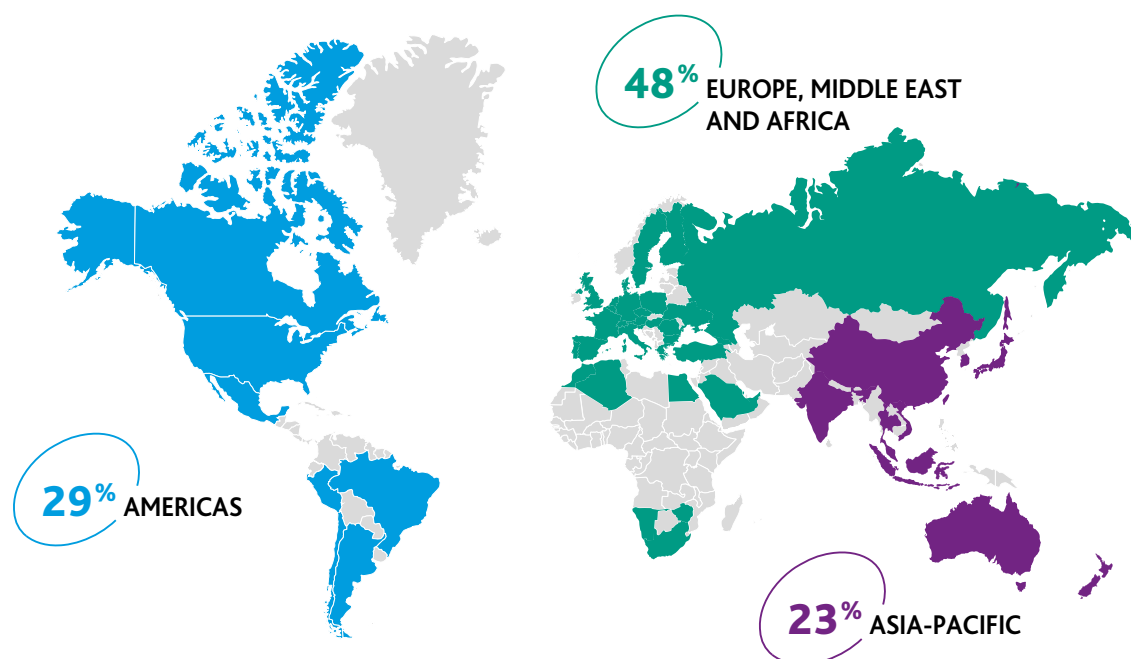 48% EUROPE, MIDDLE EAST
AND AFRICA
29% AMERICAS
23% ASIA-PACIFIC